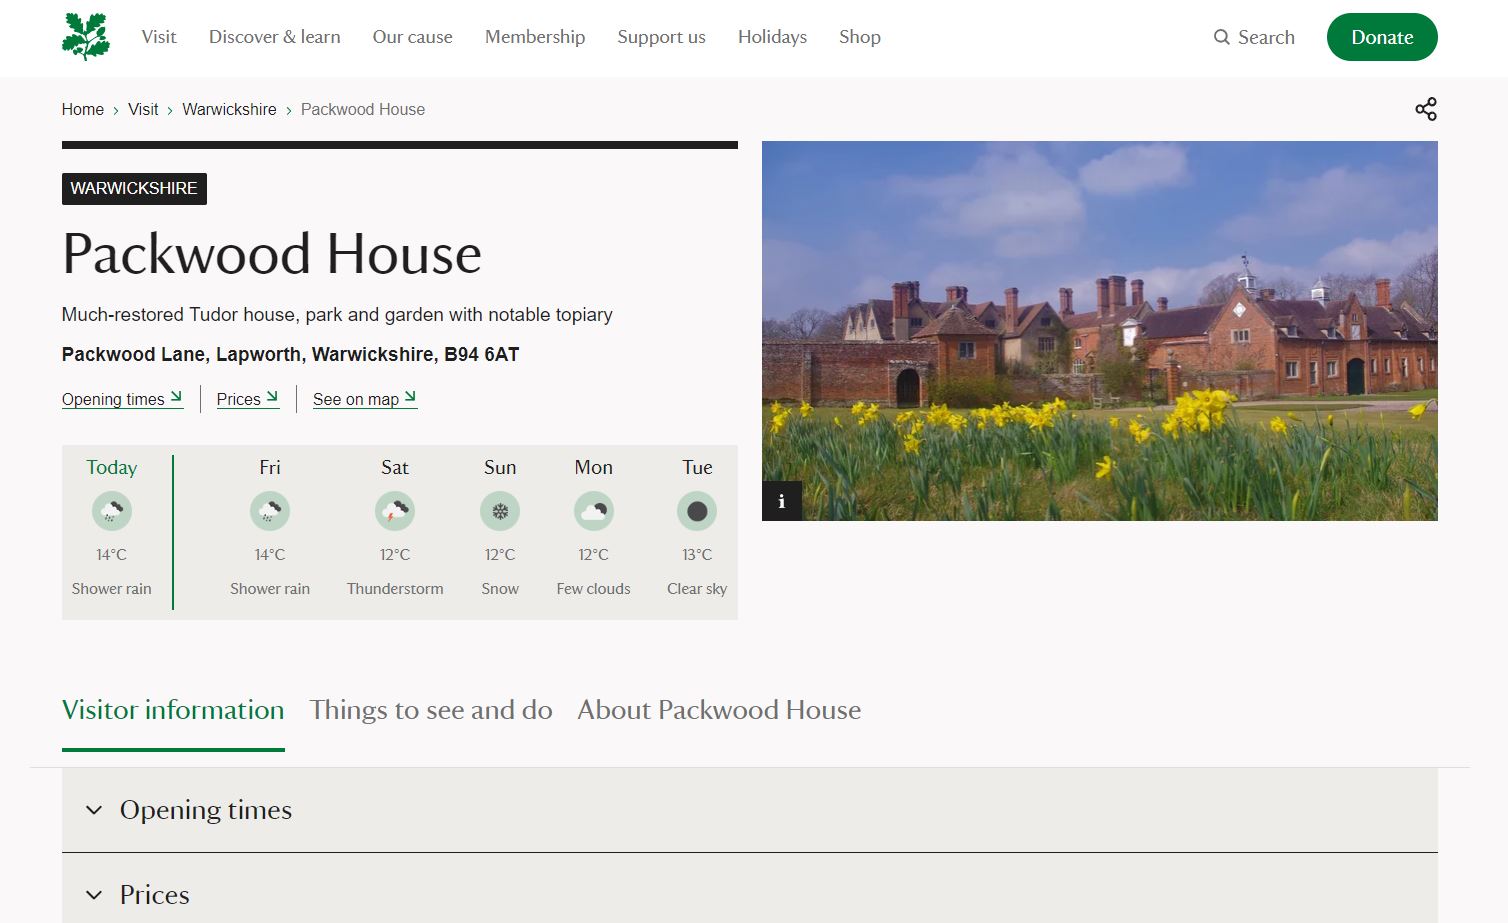 Visit Discover & learn Our cause Membership Support us Holidays Shop Search Donate
Home › Visit › Warwickshire › Packwood House
WARWICKSHIRE
Packwood House
Much-restored Tudor house, park and garden with notable topiary
Packwood Lane, Lapworth, Warwickshire, B94 6AT
Opening times Prices See on map
i
Today Fri Sat Sun Mon Tue
14°C 14°C 12°C 12°C 12°C 13°C
Shower rain Shower rain Thunderstorm Snow Few clouds Clear sky
Visitor information Things to see and do About Packwood House
Opening times
Prices